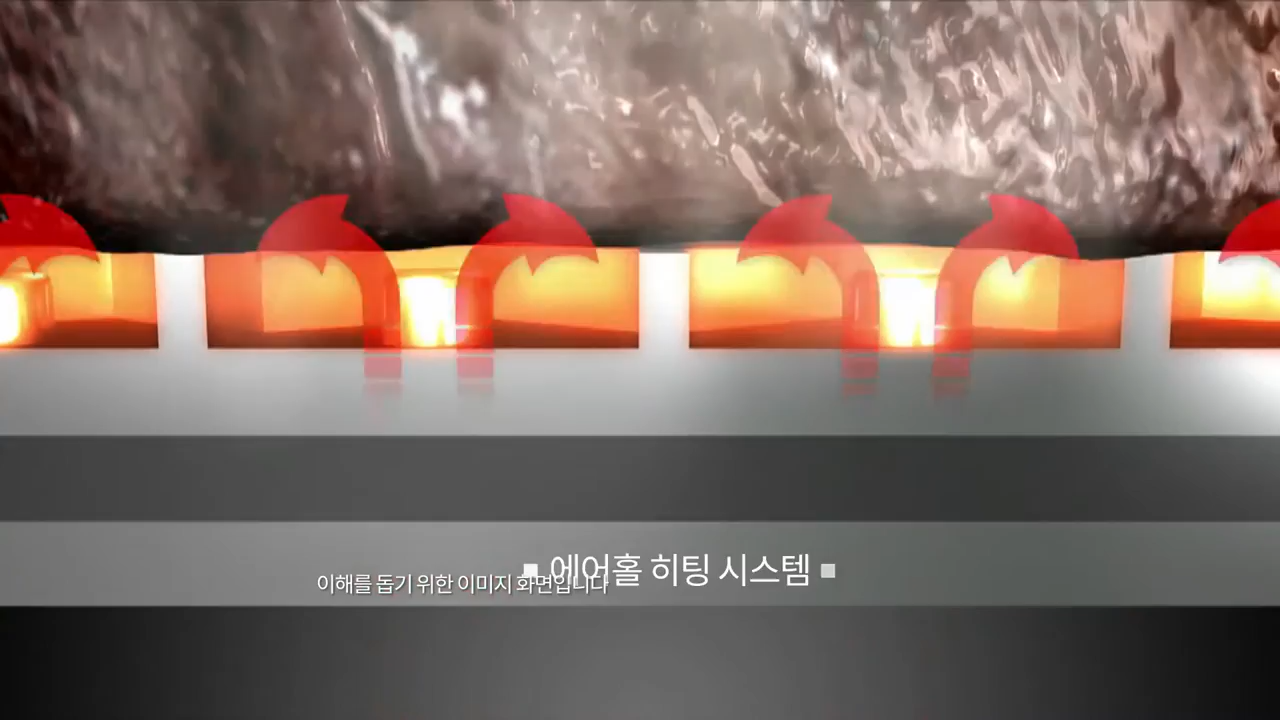 ■ 에어홀 히팅 시스템 ■
이해를 돕기 위한 이미지 화면입니다